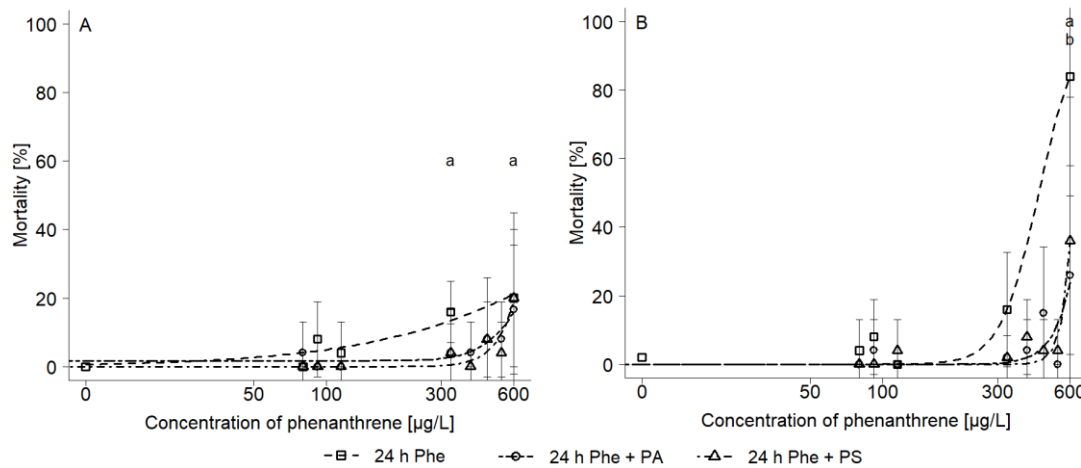 A
Mortality [%]
100
80
60
40
20
0
a a
0 50 100 300 600
Concentration of phenanthrene [µg/L]
B
Mortality [%]
100
80
60
40
20
0
a
b
0 50 100 300 600
Concentration of phenanthrene [µg/L]
24 h Phe 24 h Phe + PA 24 h Phe + PS